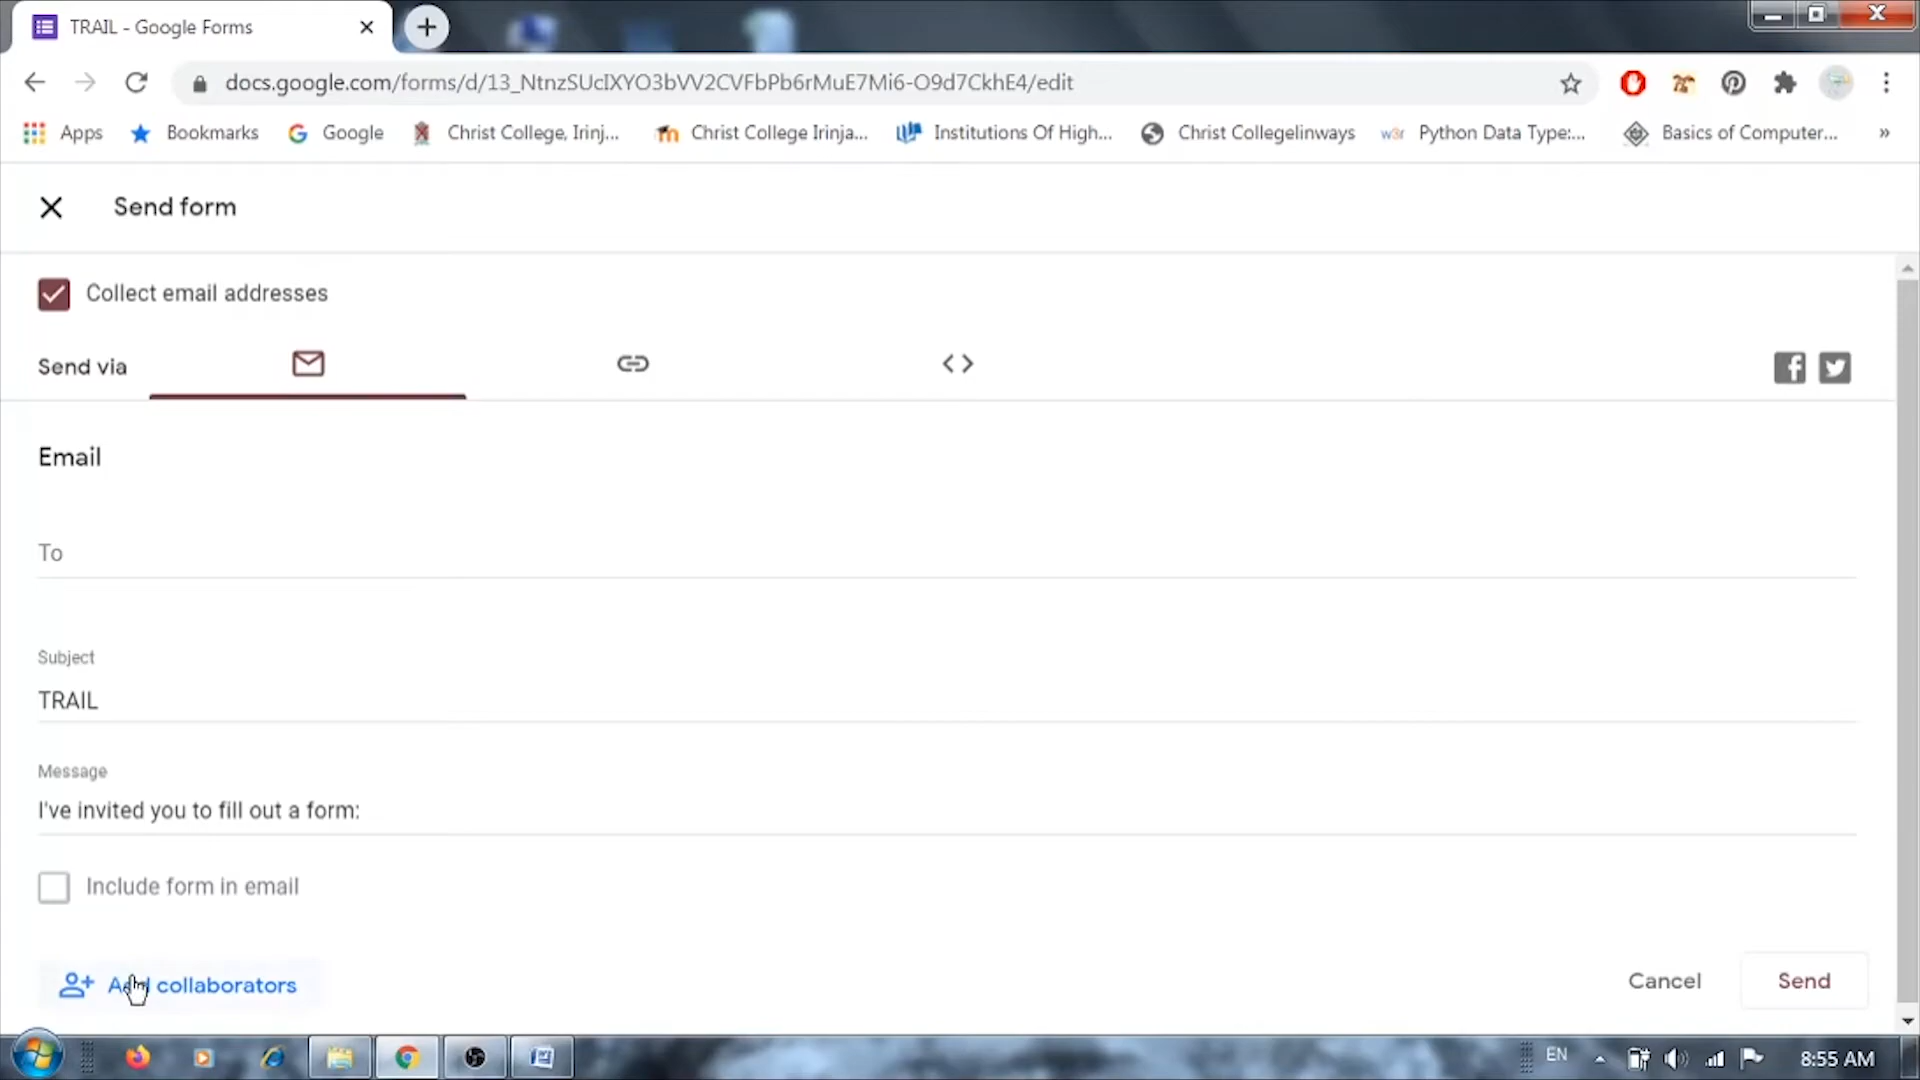 TRAIL - Google Forms
docs.google.com/forms/d/13_NtnzSUcIXYO3bVV2CVFbPb6rMuE7Mi6-O9d7CkhE4/edit
Apps Bookmarks Google Christ College, Irinj... Christ College Irinja... Institutions Of High... Christ Collegelinways Python Data Type:... Basics of Computer... »
Send form
Collect email addresses
Send via
Email
To
Subject
TRAIL
Message
I've invited you to fill out a form:
Include form in email
Add collaborators
Cancel
Send
EN
8:55 AM